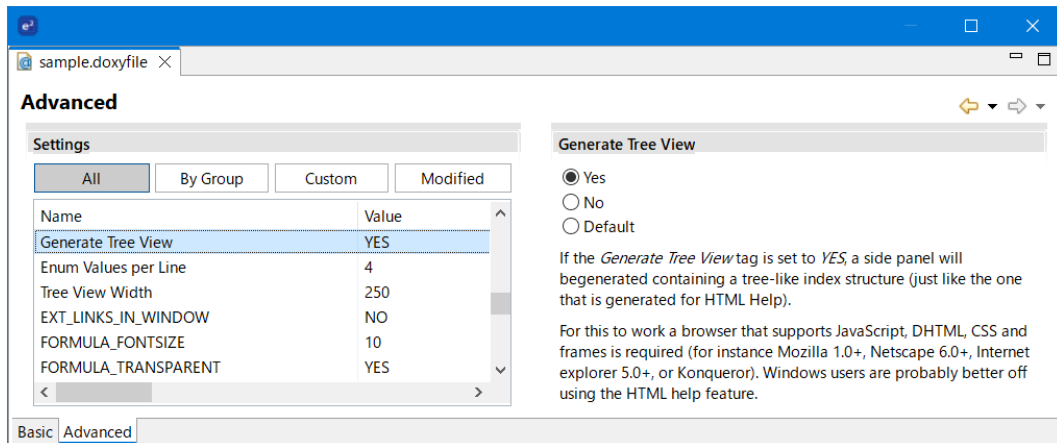 e²
sample.doxyfile
Advanced
Settings
All By Group Custom Modified
Name Value
Generate Tree View YES
Enum Values per Line 4
Tree View Width 250
EXT_LINKS_IN_WINDOW NO
FORMULA_FONTSIZE 10
FORMULA_TRANSPARENT YES
Generate Tree View
Yes
No
Default
If the Generate Tree View tag is set to YES, a side panel will
begenerated containing a tree-like index structure (just like the one
that is generated for HTML Help).
For this to work a browser that supports JavaScript, DHTML, CSS and
frames is required (for instance Mozilla 1.0+, Netscape 6.0+, Internet
explorer 5.0+, or Konqueror). Windows users are probably better off
using the HTML help feature.
Basic Advanced